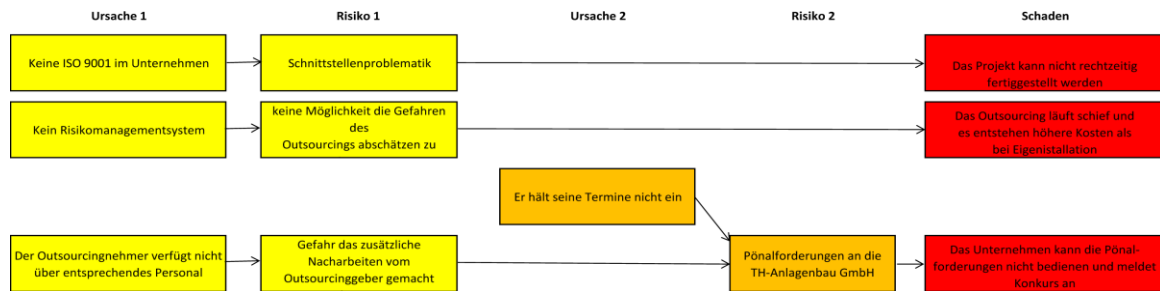 Ursache 1
Risiko 1
Ursache 2
Risiko 2
Schaden
Keine ISO 9001 im Unternehmen
Schnittstellenproblematik
Das Projekt kann nicht rechtzeitig
fertiggestellt werden
Kein Risikomanagementsystem
keine Möglichkeit die Gefahren
des
Outsourcings abschätzen zu
Das Outsourcing läuft schief und
es entstehen höhere Kosten als
bei Eigenistallation
Er hält seine Termine nicht ein
Der Outsourcingnehmer verfügt nicht
über entsprechendes Personal
Gefahr das zusätzliche
Nacharbeiten vom
Outsourcinggeber gemacht
Pönalforderungen an die
TH-Anlagenbau GmbH
Das Unternehmen kann die Pönal-
forderungen nicht bedienen und meldet
Konkurs an